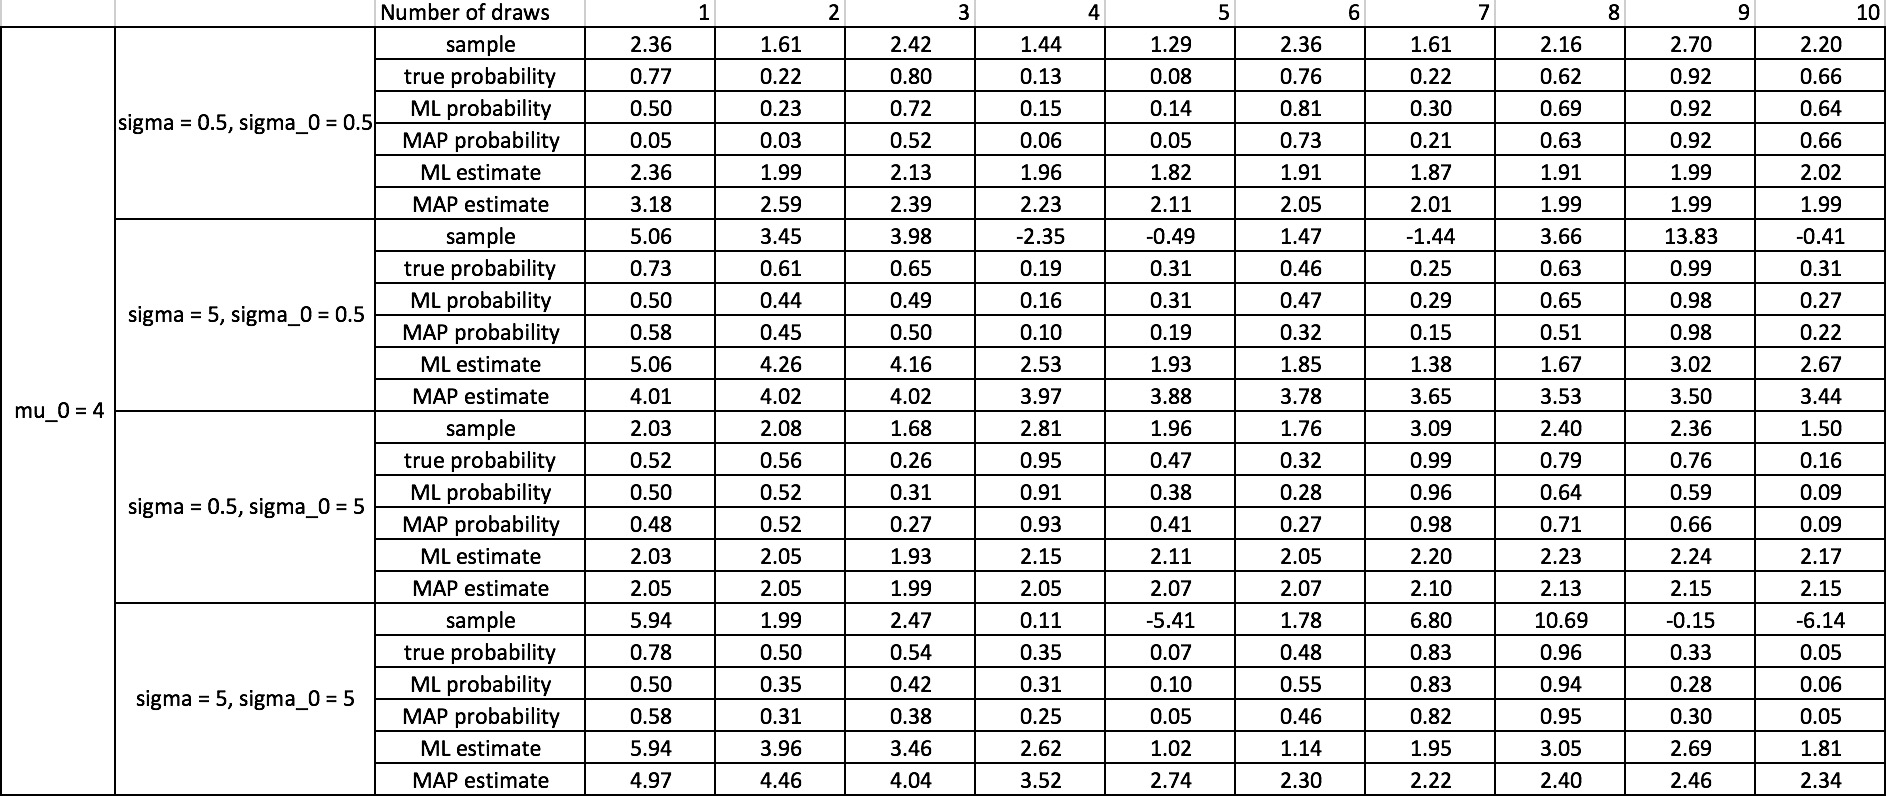 Number of draws 1 2 3 4 5 6 7 8 9 10
mu_0 = 4
sigma = 0.5, sigma_0 = 0.5
sample 2.36 1.61 2.42 1.44 1.29 2.36 1.61 2.16 2.70 2.20
true probability 0.77 0.22 0.80 0.13 0.08 0.76 0.22 0.62 0.92 0.66
ML probability 0.50 0.23 0.72 0.15 0.14 0.81 0.30 0.69 0.92 0.64
MAP probability 0.05 0.03 0.52 0.06 0.05 0.73 0.21 0.63 0.92 0.66
ML estimate 2.36 1.99 2.13 1.96 1.82 1.91 1.87 1.91 1.99 2.02
MAP estimate 3.18 2.59 2.39 2.23 2.11 2.05 2.01 1.99 1.99 1.99
sigma = 5, sigma_0 = 0.5
sample 5.06 3.45 3.98 -2.35 -0.49 1.47 -1.44 3.66 13.83 -0.41
true probability 0.73 0.61 0.65 0.19 0.31 0.46 0.25 0.63 0.99 0.31
ML probability 0.50 0.44 0.49 0.16 0.31 0.47 0.29 0.65 0.98 0.27
MAP probability 0.58 0.45 0.50 0.10 0.19 0.32 0.15 0.51 0.98 0.22
ML estimate 5.06 4.26 4.16 2.53 1.93 1.85 1.38 1.67 3.02 2.67
MAP estimate 4.01 4.02 4.02 3.97 3.88 3.78 3.65 3.53 3.50 3.44
sigma = 0.5, sigma_0 = 5
sample 2.03 2.08 1.68 2.81 1.96 1.76 3.09 2.40 2.36 1.50
true probability 0.52 0.56 0.26 0.95 0.47 0.32 0.99 0.79 0.76 0.16
ML probability 0.50 0.52 0.31 0.91 0.38 0.28 0.96 0.64 0.59 0.09
MAP probability 0.48 0.52 0.27 0.93 0.41 0.27 0.98 0.71 0.66 0.09
ML estimate 2.03 2.05 1.93 2.15 2.11 2.05 2.20 2.23 2.24 2.17
MAP estimate 2.05 2.05 1.99 2.05 2.07 2.07 2.10 2.13 2.15 2.15
sigma = 5, sigma_0 = 5
sample 5.94 1.99 2.47 0.11 -5.41 1.78 6.80 10.69 -0.15 -6.14
true probability 0.78 0.50 0.54 0.35 0.07 0.48 0.83 0.96 0.33 0.05
ML probability 0.50 0.35 0.42 0.31 0.10 0.55 0.83 0.94 0.28 0.06
MAP probability 0.58 0.31 0.38 0.25 0.05 0.46 0.82 0.95 0.30 0.05
ML estimate 5.94 3.96 3.46 2.62 1.02 1.14 1.95 3.05 2.69 1.81
MAP estimate 4.97 4.46 4.04 3.52 2.74 2.30 2.22 2.40 2.46 2.34